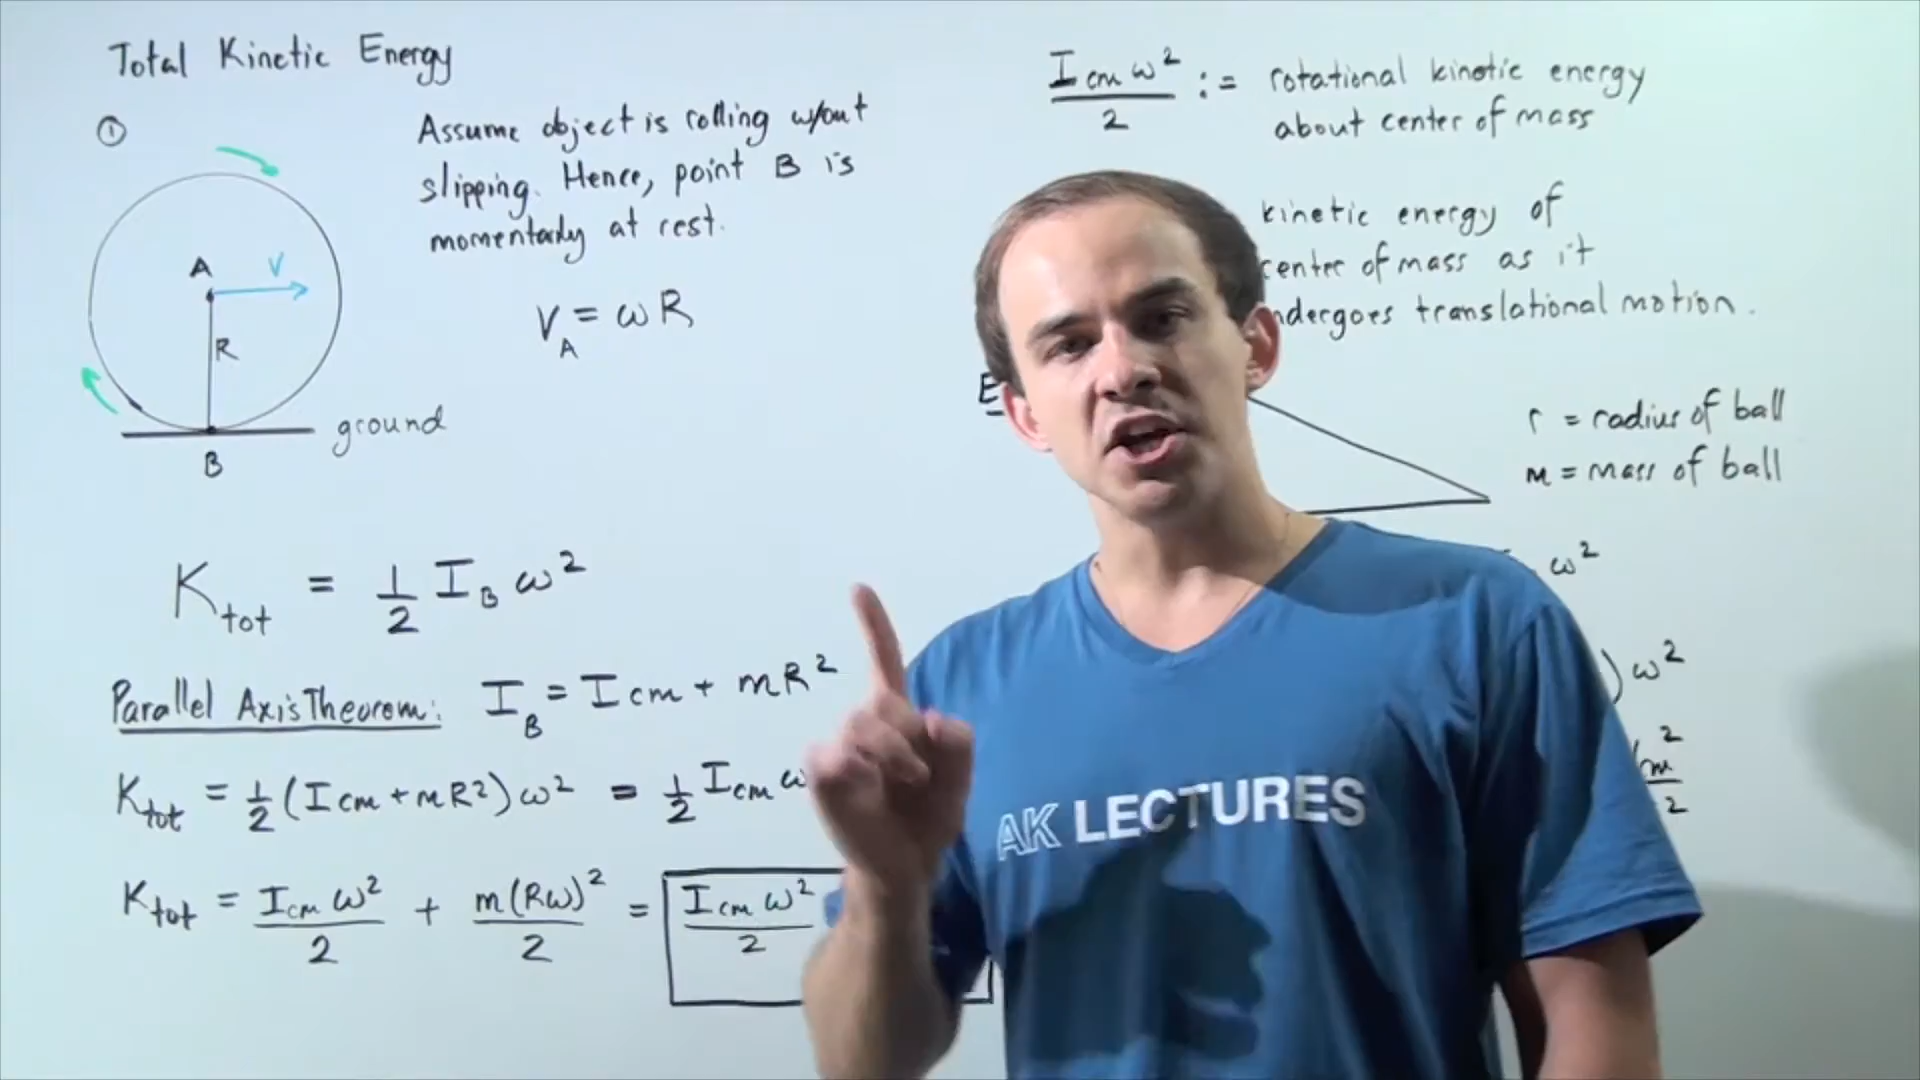 Total Kinetic Energy
①
Assume object is rolling w/out
slipping. Hence, point B is
momentarily at rest.
A
V
R
B
ground
V_A = ωR
K_tot = 1/2 I_B ω²
Parallel Axis Theorem: I_B = Icm + mR²
K_tot = 1/2 (Icm + mR²) ω² = 1/2 Icm ω
K_tot = Icm ω²/2 + m(Rω)²/2 = Icm ω²/2
Icm ω²/2 := rotational kinetic energy
about center of mass
kinetic energy of
center of mass as it
undergoes translational motion.
r = radius of ball
m = mass of ball
ω²
) ω²
AK LECTURES